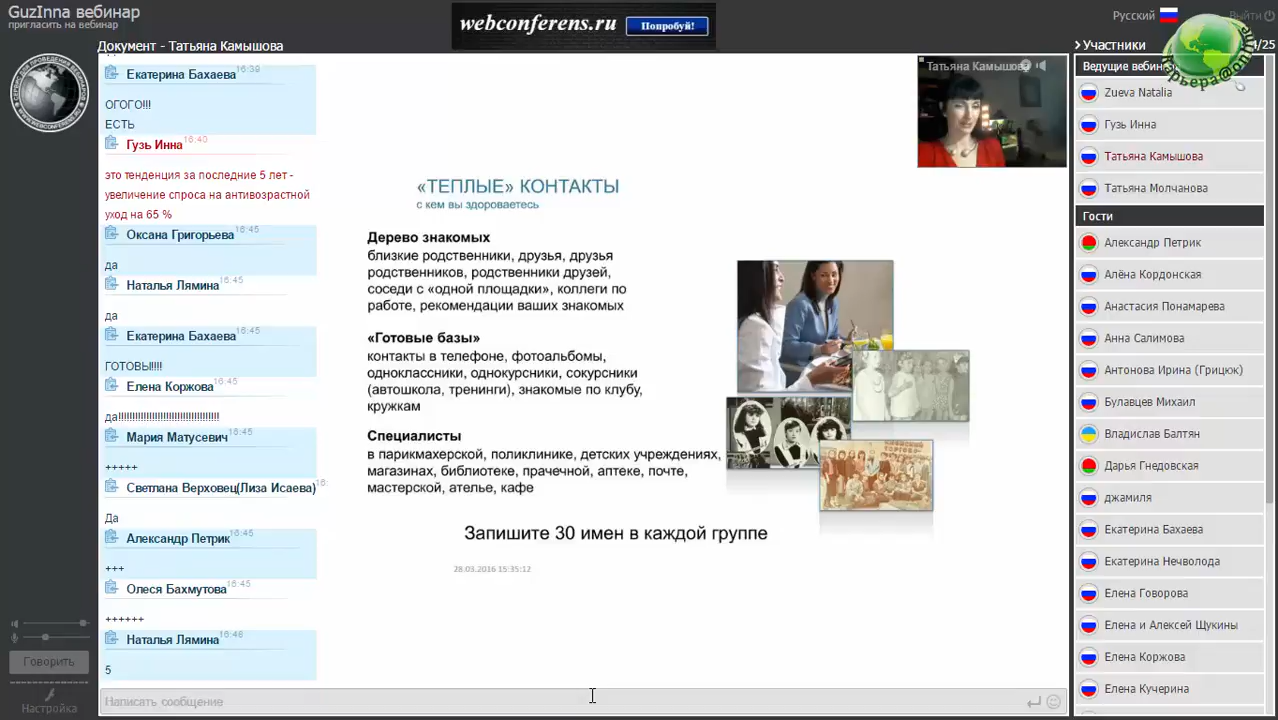 GuzInna вебинар
пригласить на вебинар
webconferens.ru Попробуй!
Русский
Выйти
Документ - Татьяна Камышова
Участники
/25
Екатерина Бахаева 16:39
ОГОГО!!!
ЕСТЬ
Гузь Инна 16:40
это тенденция за последние 5 лет -
увеличение спроса на антивозрастной
уход на 65 %
Оксана Григорьева 16:45
да
Наталья Лямина 16:45
да
Екатерина Бахаева 16:45
ГОТОВЫ!!!!
Елена Коржова 16:45
да!!!!!!!!!!!!!!!!!!!!!!!!!!!!!!!!!!
Мария Матусевич 16:45
+++++
Светлана Верховец(Лиза Исаева) 16:
Да
Александр Петрик 16:45
+++
Олеся Бахмутова 16:45
++++++
Наталья Лямина 16:48
5
Написать сообщение
Говорить
Настройка
«ТЕПЛЫЕ» КОНТАКТЫ
с кем вы здороваетесь
Дерево знакомых
близкие родственники, друзья, друзья
родственников, родственники друзей,
соседи с «одной площадки», коллеги по
работе, рекомендации ваших знакомых
«Готовые базы»
контакты в телефоне, фотоальбомы,
одноклассники, однокурсники, сокурсники
(автошкола, тренинги), знакомые по клубу,
кружкам
Специалисты
в парикмахерской, поликлинике, детских учреждениях,
магазинах, библиотеке, прачечной, аптеке, почте,
мастерской, ателье, кафе
Запишите 30 имен в каждой группе
28.03.2016 15:35:12
Татьяна Камышова
Ведущие
Zueva Natalia
Гузь Инна
Татьяна Камышова
Татьяна Молчанова
Гости
Александр Петрик
Алёна Кордонская
Анастасия Понамарева
Анна Салимова
Антонова Ирина (Грицюк)
Булавцев Михаил
Владислав Балтян
Дарья Гнедовская
джамиля
Екатерина Бахаева
Екатерина Нечволода
Елена Говорова
Елена и Алексей Щукины
Елена Коржова
Елена Кучерина